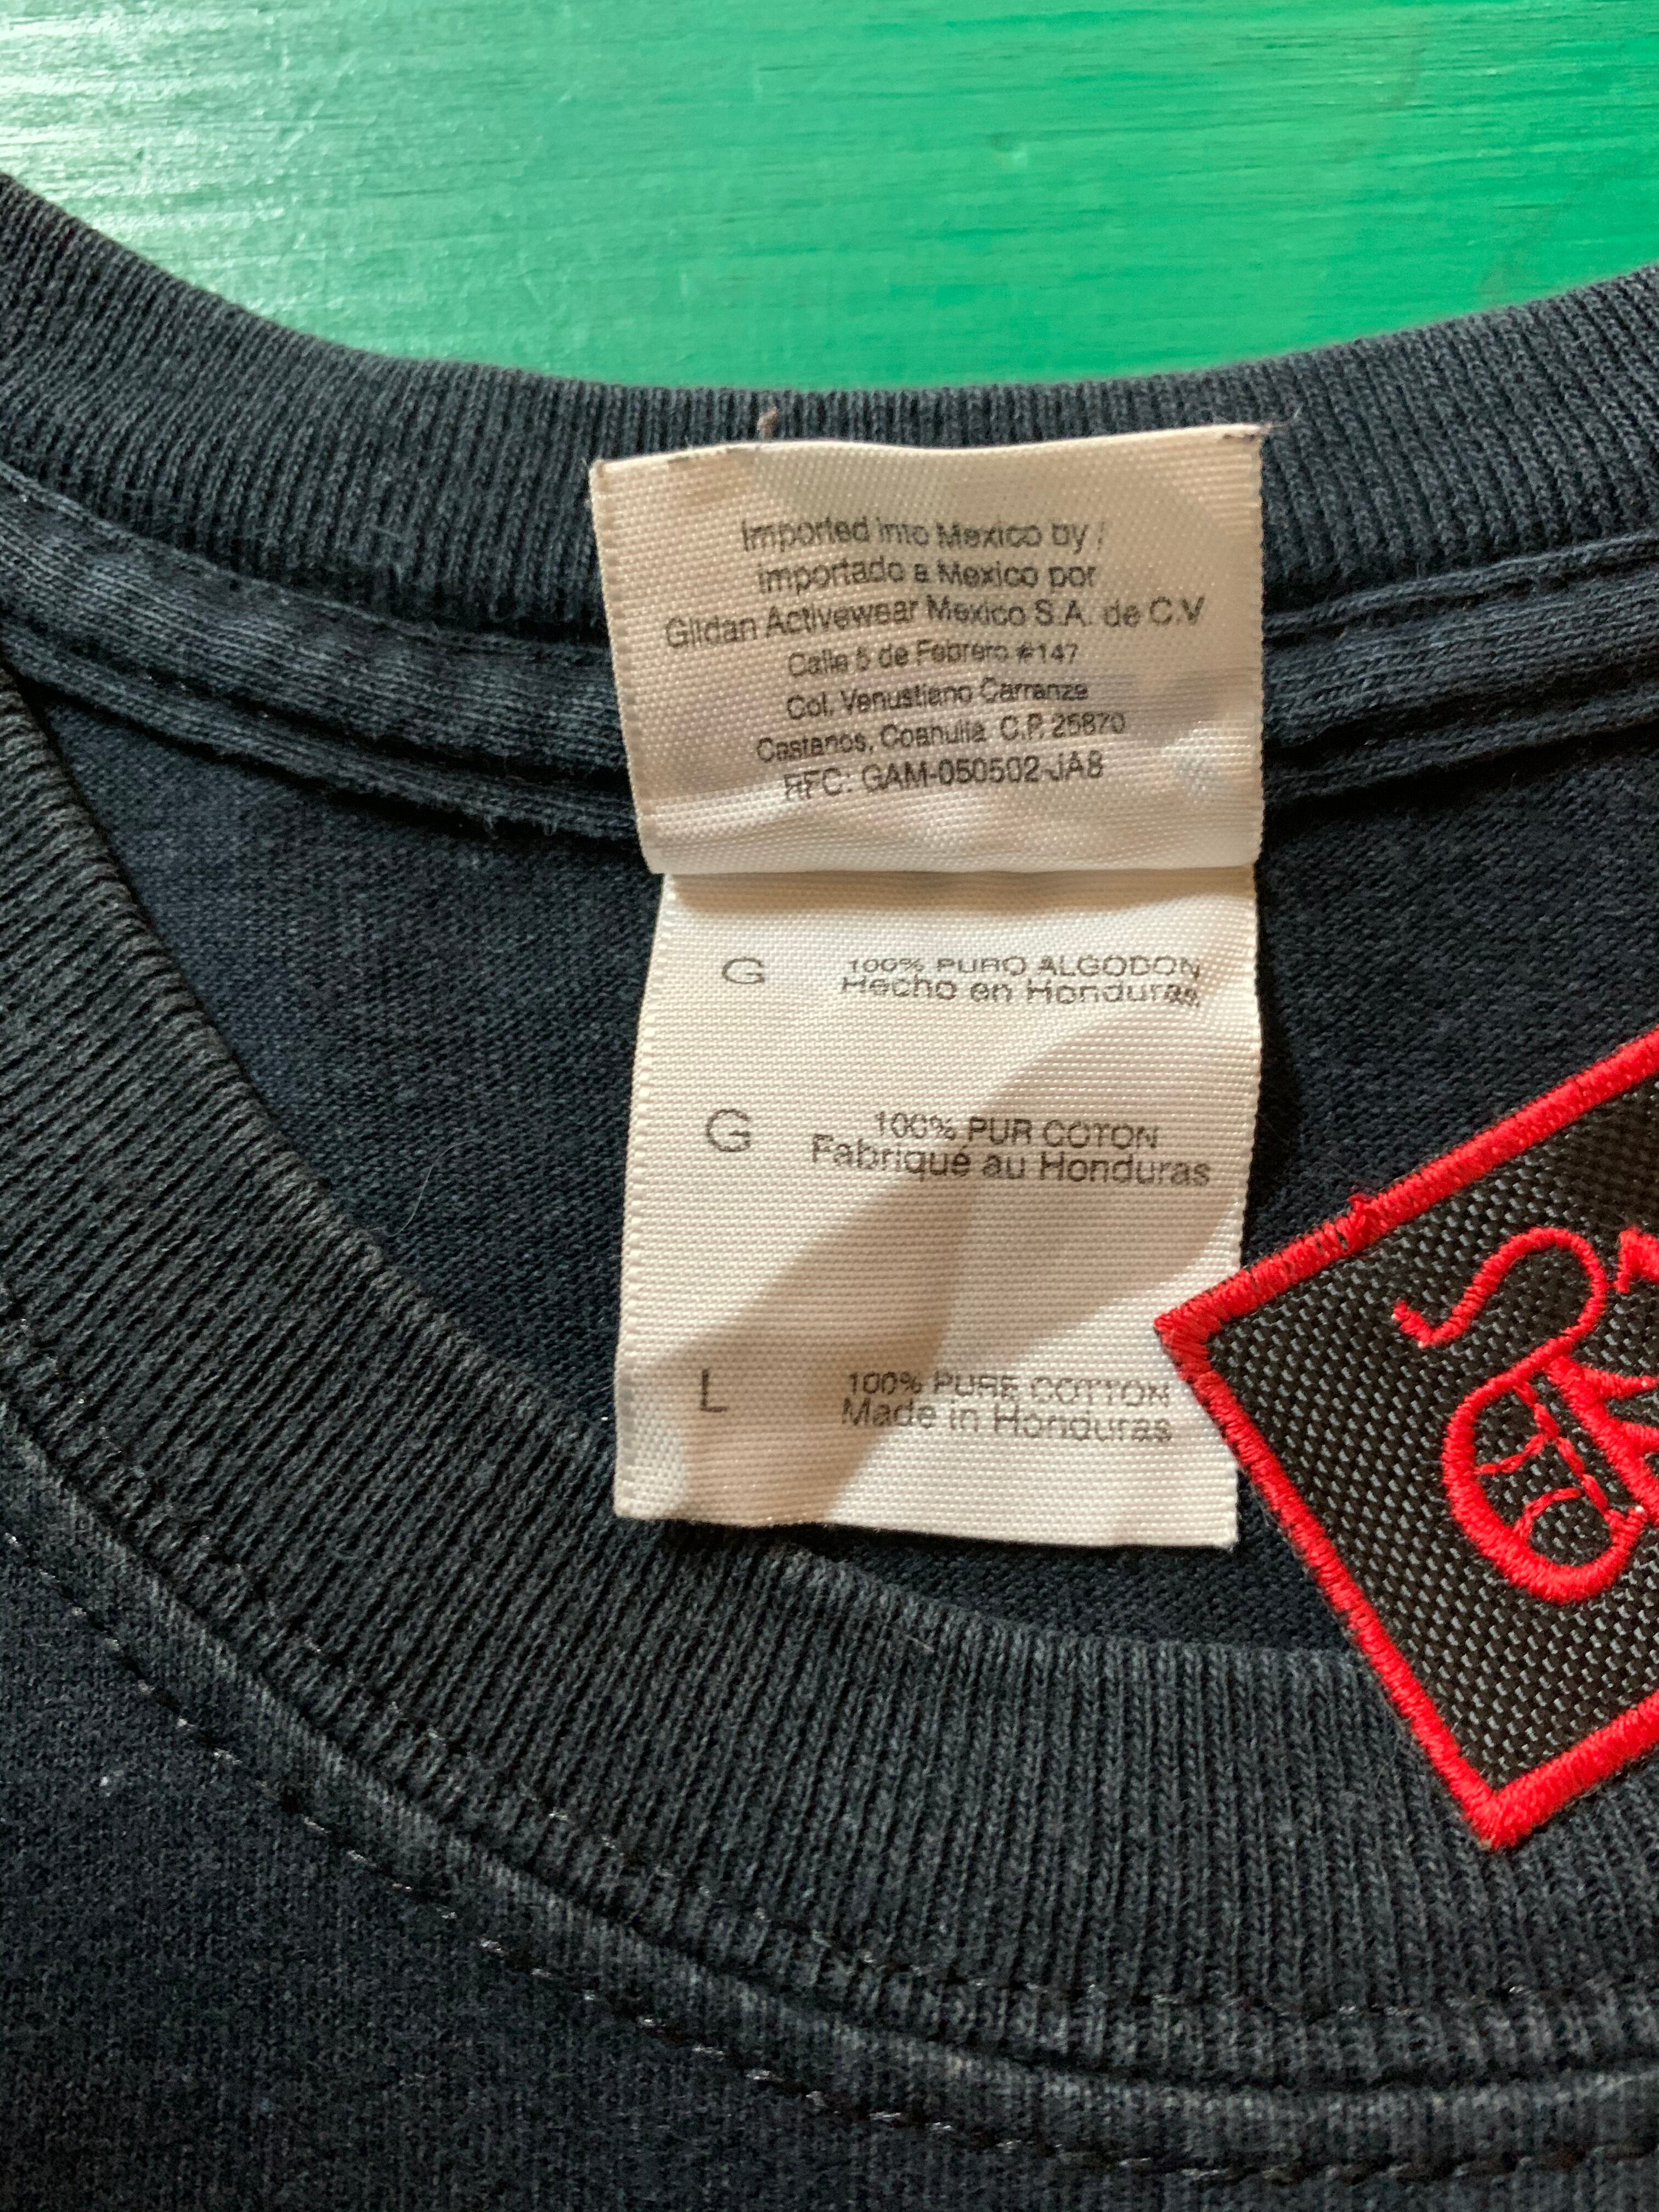 Imported into Mexico by /
importado a Mexico por
Gildan Activewear Mexico S.A. de C.V
Calle 5 de Febrero #147
Col. Venustiano Carranza
Castanos, Coahuila C.P. 25870
RFC: GAM-050502-JA8
G 100% PURO ALGODON
Hecho en Honduras
G 100% PUR COTON
Fabriqué au Honduras
L 100% PURE COTTON
Made in Honduras